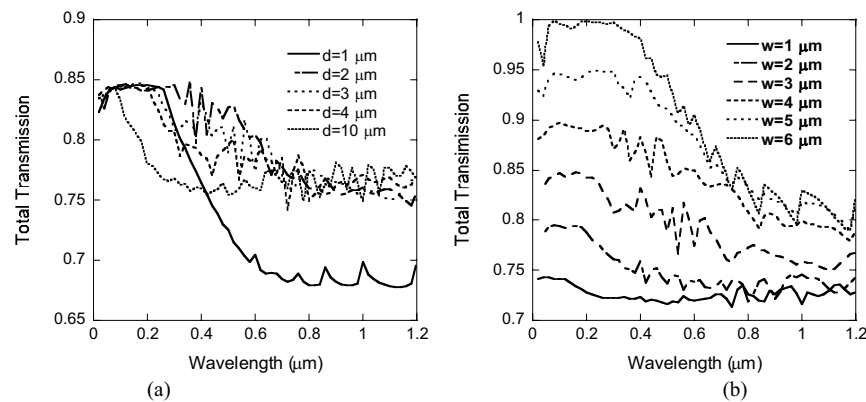 0.9
0.85
0.8
0.75
0.7
0.65
Total Transmission
d=1 μm
d=2 μm
d=3 μm
d=4 μm
d=10 μm
0 0.2 0.4 0.6 0.8 1 1.2
Wavelength (μm)
(a)
1
0.95
0.9
0.85
0.8
0.75
0.7
Total Transimission
w=1 μm
w=2 μm
w=3 μm
w=4 μm
w=5 μm
w=6 μm
0 0.2 0.4 0.6 0.8 1 1.2
Wavelength (μm)
(b)